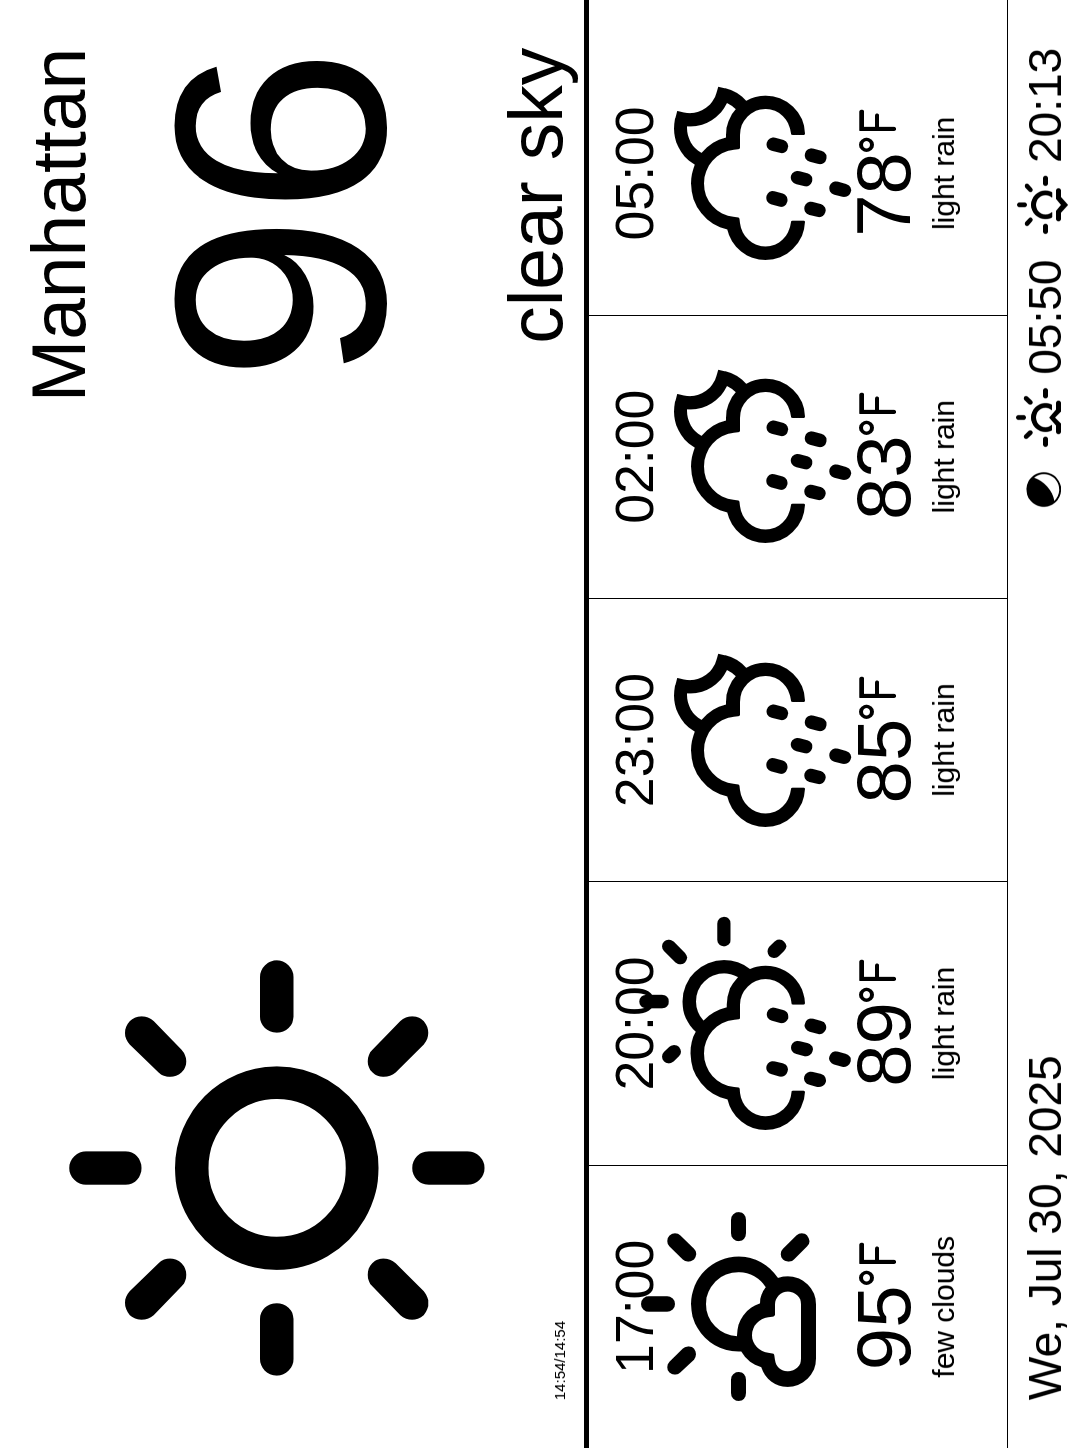 Manhattan
96
clear sky
14:54/14:54
17:00 20:00 23:00 02:00 05:00
95°F 89°F 85°F 83°F 78°F
few clouds light rain light rain light rain light rain
We, Jul 30, 2025 05:50 20:13